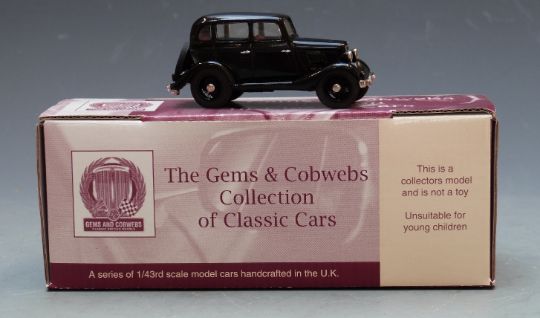 The Gems & Cobwebs
Collection
of Classic Cars
GEMS AND COBWEBS
A series of 1/43rd scale model cars handcrafted in the U.K.
This is a
collectors model
and is not a toy
Unsuitable for
young children